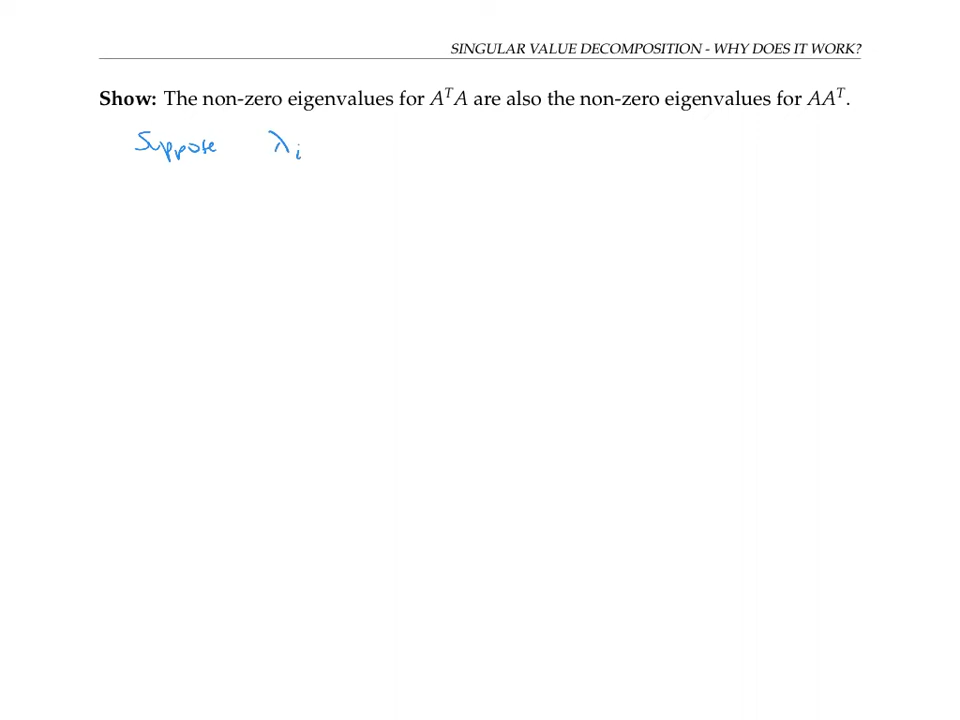 SINGULAR VALUE DECOMPOSITION - WHY DOES IT WORK?
Show: The non-zero eigenvalues for AᵀA are also the non-zero eigenvalues for AAᵀ.
Suppose λᵢ